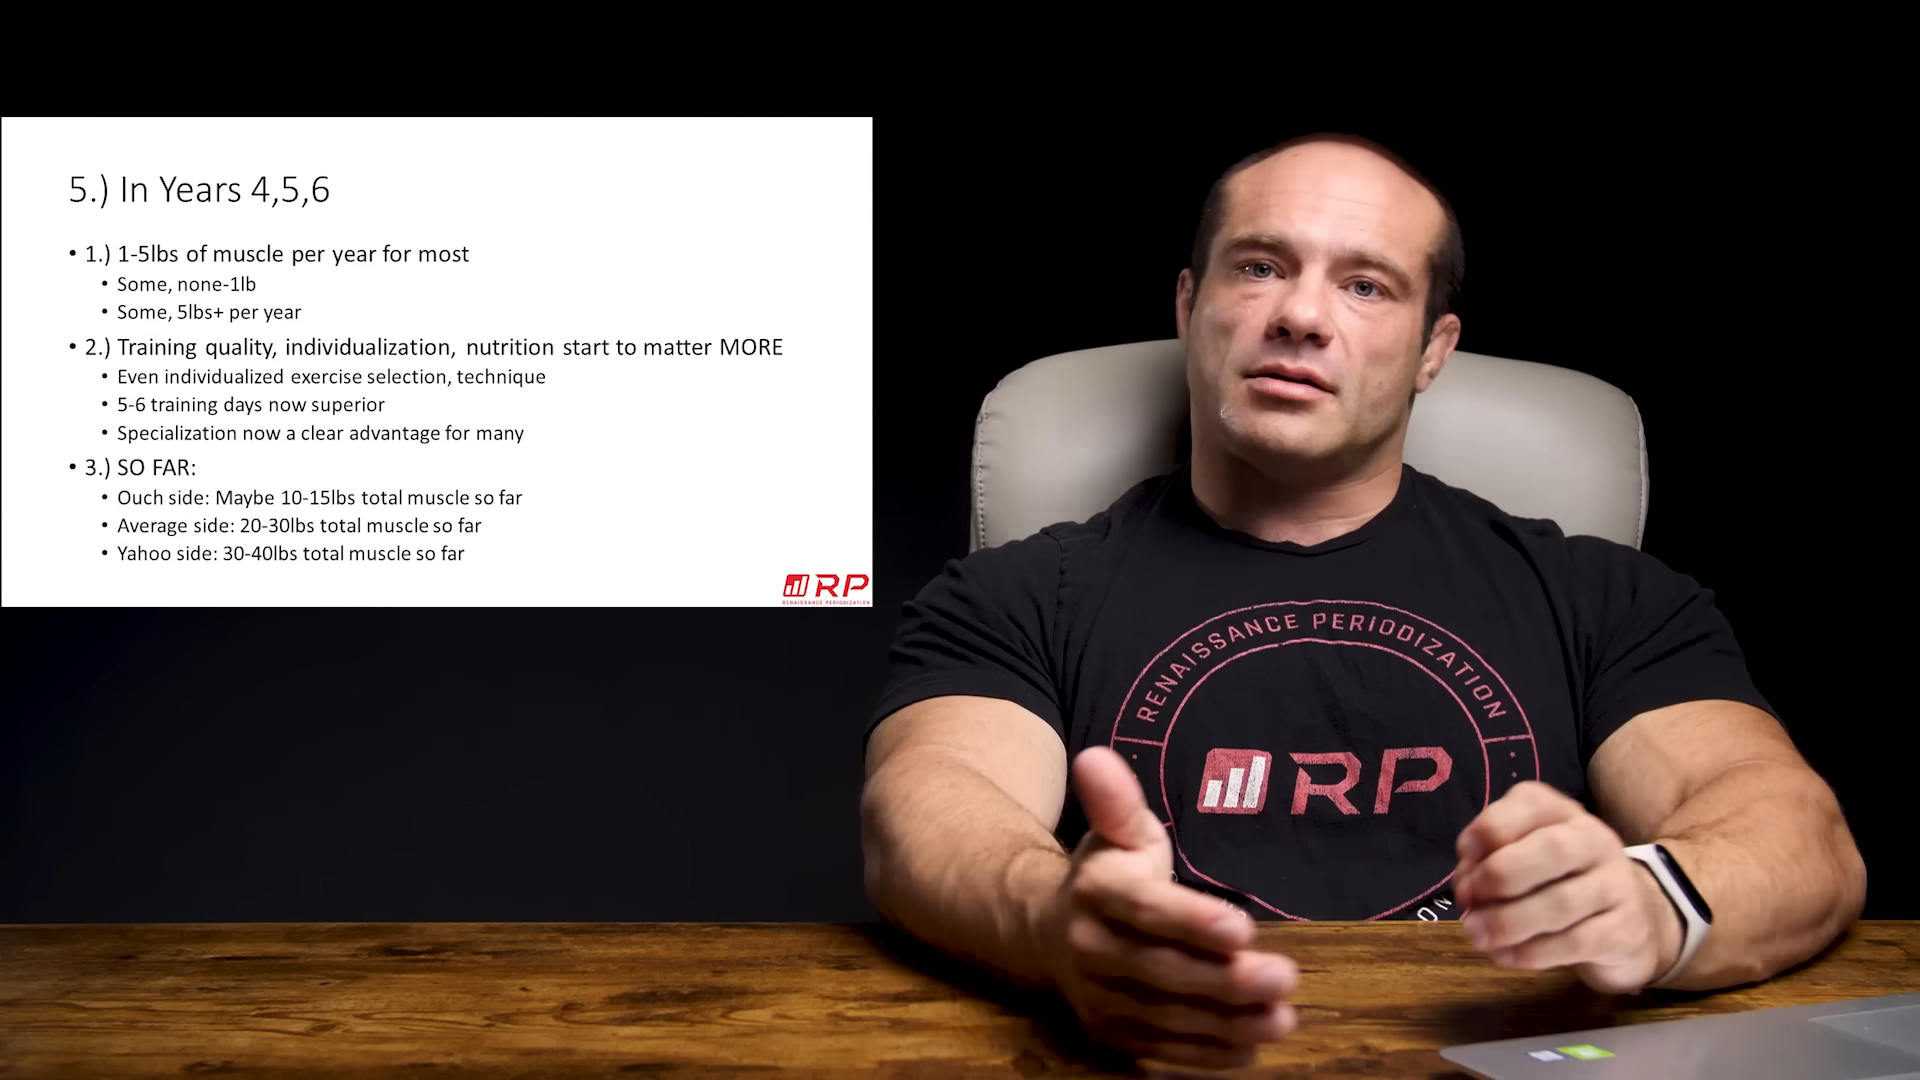 5.) In Years 4,5,6
• 1.) 1-5lbs of muscle per year for most
• Some, none-1lb
• Some, 5lbs+ per year
• 2.) Training quality, individualization, nutrition start to matter MORE
• Even individualized exercise selection, technique
• 5-6 training days now superior
• Specialization now a clear advantage for many
• 3.) SO FAR:
• Ouch side: Maybe 10-15lbs total muscle so far
• Average side: 20-30lbs total muscle so far
• Yahoo side: 30-40lbs total muscle so far
RP
RENAISSANCE PERIODIZATION
RENAISSANCE PERIODIZATION
RP